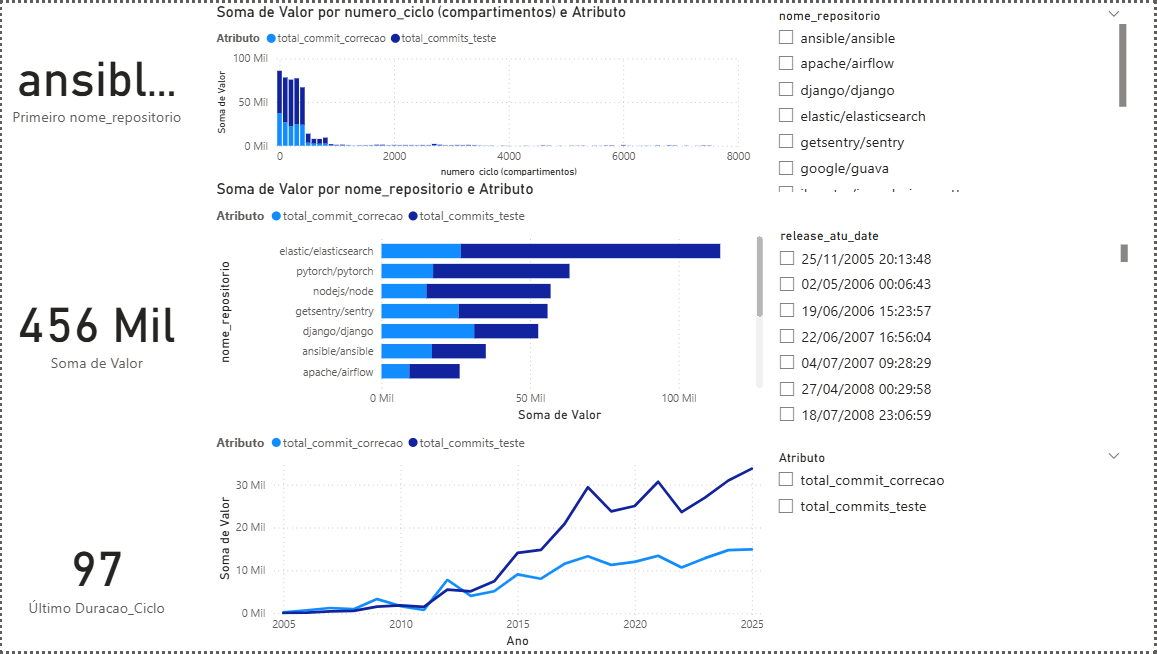 ansibl...
Primeiro nome_repositorio
456 Mil
Soma de Valor
97
Último Duracao_Ciclo
Soma de Valor por numero_ciclo (compartimentos) e Atributo
Atributo total_commit_correcao total_commits_teste
Soma de Valor
100 Mil
50 Mil
0 Mil
0 2000 4000 6000 8000
numero_ciclo (compartimentos)
Soma de Valor por nome_repositorio e Atributo
Atributo total_commit_correcao total_commits_teste
nome_repositorio
elastic/elasticsearch
pytorch/pytorch
nodejs/node
getsentry/sentry
django/django
ansible/ansible
apache/airflow
0 Mil 50 Mil 100 Mil
Soma de Valor
Atributo total_commit_correcao total_commits_teste
Soma de Valor
30 Mil
20 Mil
10 Mil
0 Mil
2005 2010 2015 2020 2025
Ano
nome_repositorio
ansible/ansible
apache/airflow
django/django
elastic/elasticsearch
getsentry/sentry
google/guava
release_atu_date
25/11/2005 20:13:48
02/05/2006 00:06:43
19/06/2006 15:23:57
22/06/2007 16:56:04
04/07/2007 09:28:29
27/04/2008 00:29:58
18/07/2008 23:06:59
Atributo
total_commit_correcao
total_commits_teste